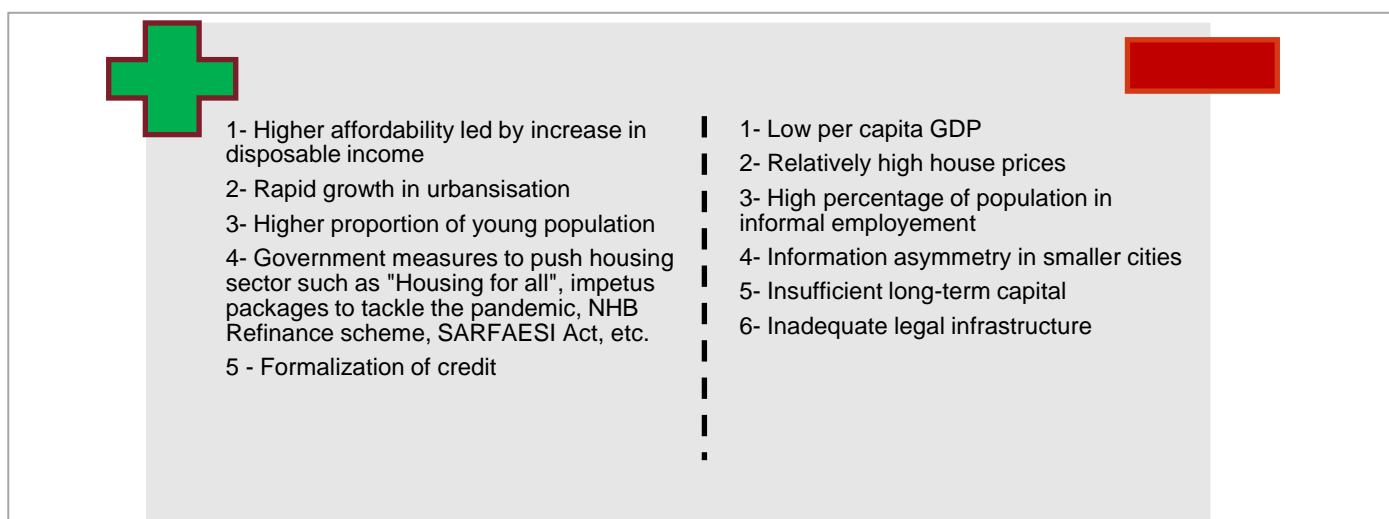 1- Higher affordability led by increase in
disposable income
2- Rapid growth in urbansisation
3- Higher proportion of young population
4- Government measures to push housing
sector such as "Housing for all", impetus
packages to tackle the pandemic, NHB
Refinance scheme, SARFAESI Act, etc.
5 - Formalization of credit
1- Low per capita GDP
2- Relatively high house prices
3- High percentage of population in
informal employement
4- Information asymmetry in smaller cities
5- Insufficient long-term capital
6- Inadequate legal infrastructure